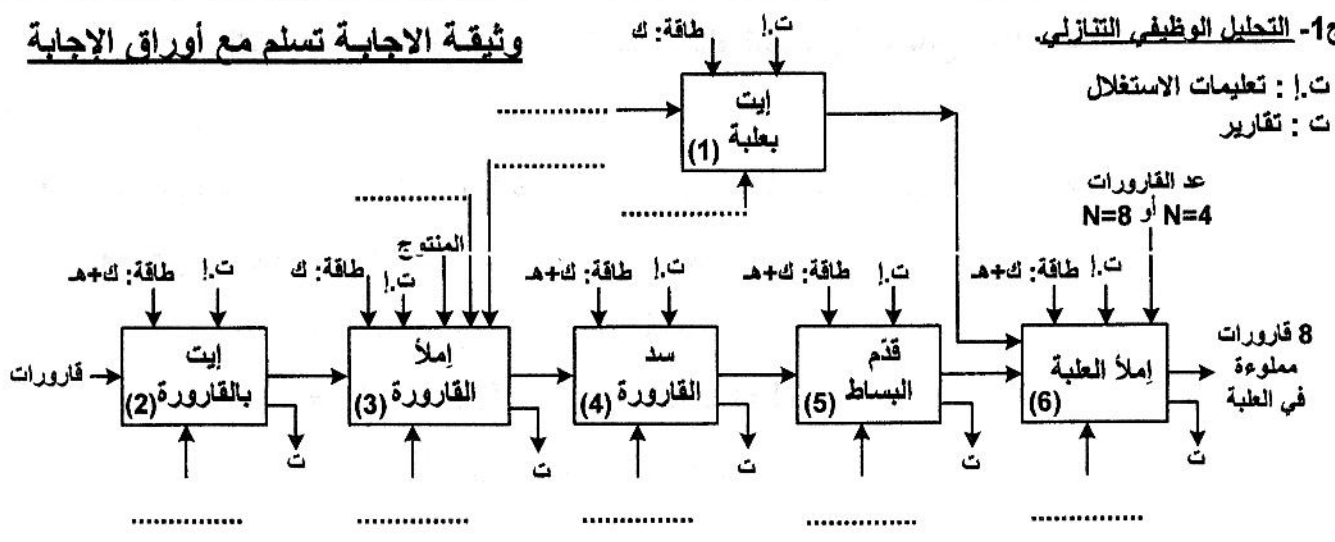 ج1- التحليل الوظيفي التنازلي.
وثيقة الاجابة تسلم مع أوراق الإجابة
ت.إ : تعليمات الاستغلال
ت : تقارير
طاقة: ك
ت.إ
إيت
بعلبة
(1)
عد القارورات
N=4 أو N=8
طاقة: ك+هـ
ت.إ
طاقة: ك
ت.إ
المنتوج
طاقة: ك+هـ
ت.إ
طاقة: ك+هـ
ت.إ
طاقة: ك+هـ
ت.إ
قارورات
إيت
بالقارورة
(2)
ت
إملأ
القارورة
(3)
ت
سد
القارورة
(4)
ت
قدّم
البساط
(5)
ت
إملأ العلبة
(6)
ت
8 قارورات
مملوءة
في العلبة